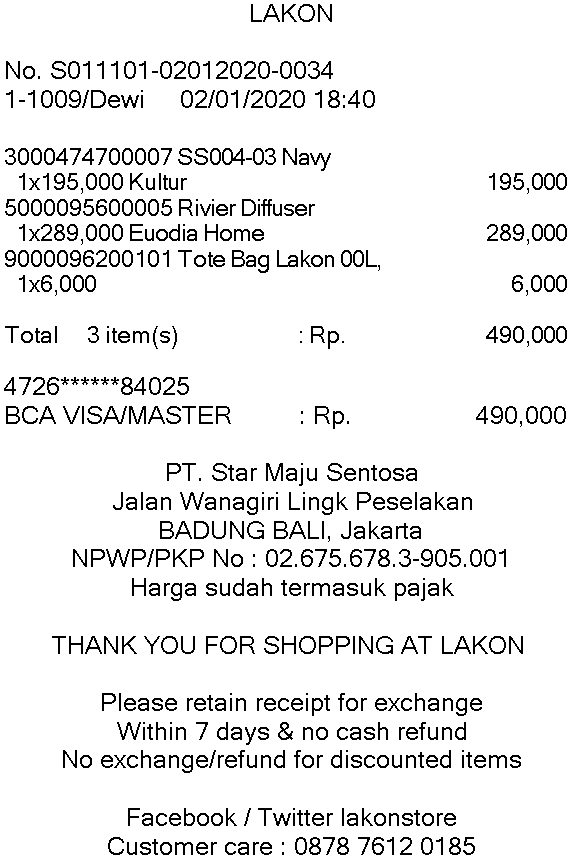 LAKON
No. S011101-02012020-0034
1-1009/Dewi 02/01/2020 18:40
3000474700007 SS004-03 Navy
1x195,000 Kultur 195,000
5000095600005 Rivier Diffuser
1x289,000 Euodia Home 289,000
9000096200101 Tote Bag Lakon 00L,
1x6,000 6,000
Total 3 item(s) : Rp. 490,000
4726******84025
BCA VISA/MASTER : Rp. 490,000
PT. Star Maju Sentosa
Jalan Wanagiri Lingk Peselakan
BADUNG BALI, Jakarta
NPWP/PKP No : 02.675.678.3-905.001
Harga sudah termasuk pajak
THANK YOU FOR SHOPPING AT LAKON
Please retain receipt for exchange
Within 7 days & no cash refund
No exchange/refund for discounted items
Facebook / Twitter lakonstore
Customer care : 0878 7612 0185